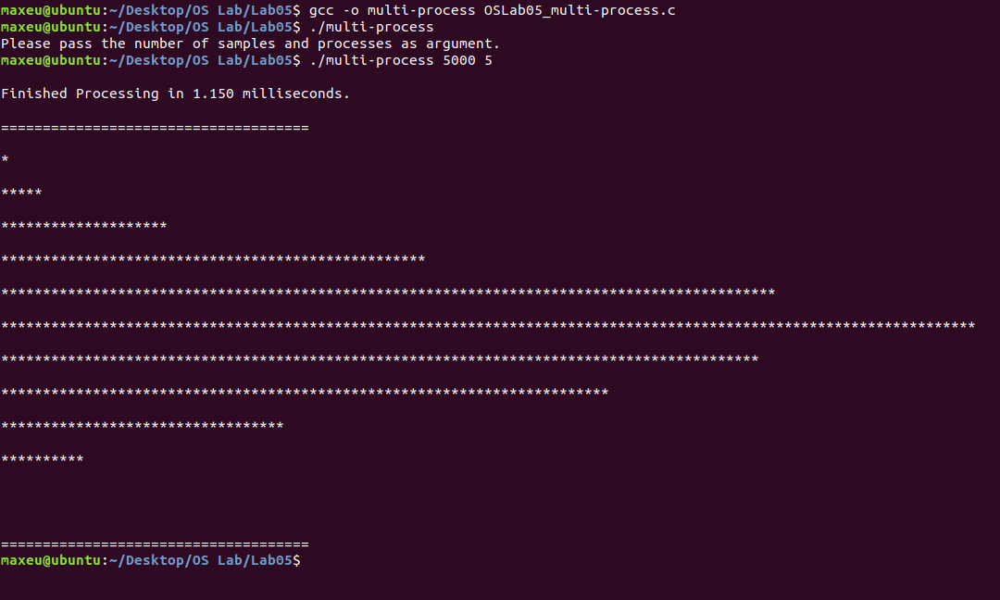 maxeu@ubuntu:~/Desktop/OS Lab/Lab05$ gcc -o multi-process OSLab05_multi-process.c
maxeu@ubuntu:~/Desktop/OS Lab/Lab05$ ./multi-process
Please pass the number of samples and processes as argument.
maxeu@ubuntu:~/Desktop/OS Lab/Lab05$ ./multi-process 5000 5
Finished Processing in 1.150 milliseconds.
=====================================
*
*****
********************
***************************************************
*********************************************************************************************
*********************************************************************************************************************
*******************************************************************************************
*************************************************************************
**********************************
**********
=====================================
maxeu@ubuntu:~/Desktop/OS Lab/Lab05$